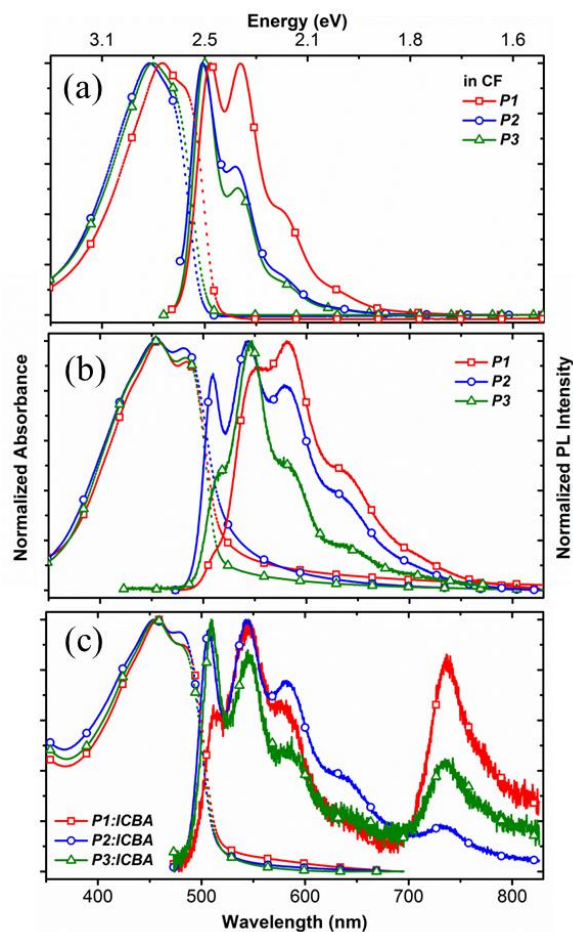 Energy (eV)
3.1 2.5 2.1 1.8 1.6
(a)
in CF
P1
P2
P3
(b)
P1
P2
P3
Normalized Absorbance
Normalized PL Intensity
(c)
P1:ICBA
P2:ICBA
P3:ICBA
400 500 600 700 800
Wavelength (nm)